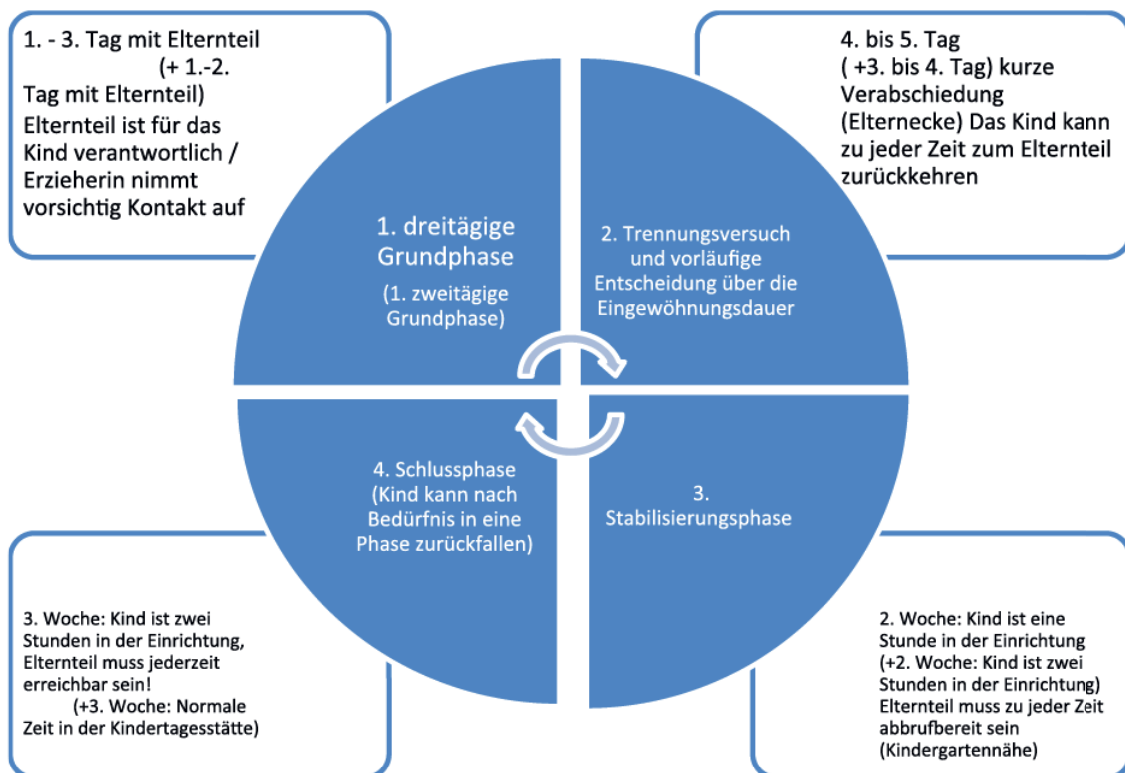 1. - 3. Tag mit Elternteil
(+ 1.-2.
Tag mit Elternteil)
Elternteil ist für das
Kind verantwortlich /
Erzieherin nimmt
vorsichtig Kontakt auf
4. bis 5. Tag
( +3. bis 4. Tag) kurze
Verabschiedung
(Elternecke) Das Kind kann
zu jeder Zeit zum Elternteil
zurückkehren
1. dreitägige
Grundphase
(1. zweitägige
Grundphase)
2. Trennungsversuch
und vorläufige
Entscheidung über die
Eingewöhnungsdauer
4. Schlussphase
(Kind kann nach
Bedürfnis in eine
Phase zurückfallen)
3.
Stabilisierungsphase
3. Woche: Kind ist zwei
Stunden in der Einrichtung,
Elternteil muss jederzeit
erreichbar sein!
(+3. Woche: Normale
Zeit in der Kindertagesstätte)
2. Woche: Kind ist eine
Stunde in der Einrichtung
(+2. Woche: Kind ist zwei
Stunden in der Einrichtung)
Elternteil muss zu jeder Zeit
abbrufbereit sein
(Kindergartennähe)